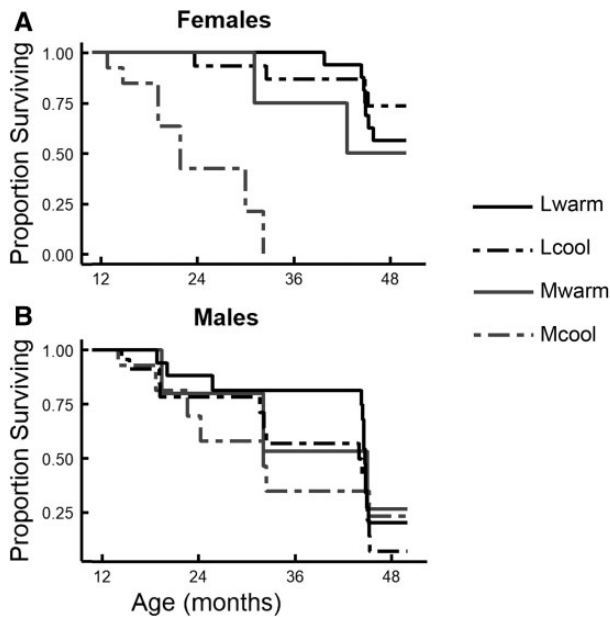 A Females
Proportion Surviving
1.00
0.75
0.50
0.25
0.00
12 24 36 48
Lwarm
Lcool
Mwarm
Mcool
B Males
Proportion Surviving
1.00
0.75
0.50
0.25
12 24 36 48
Age (months)